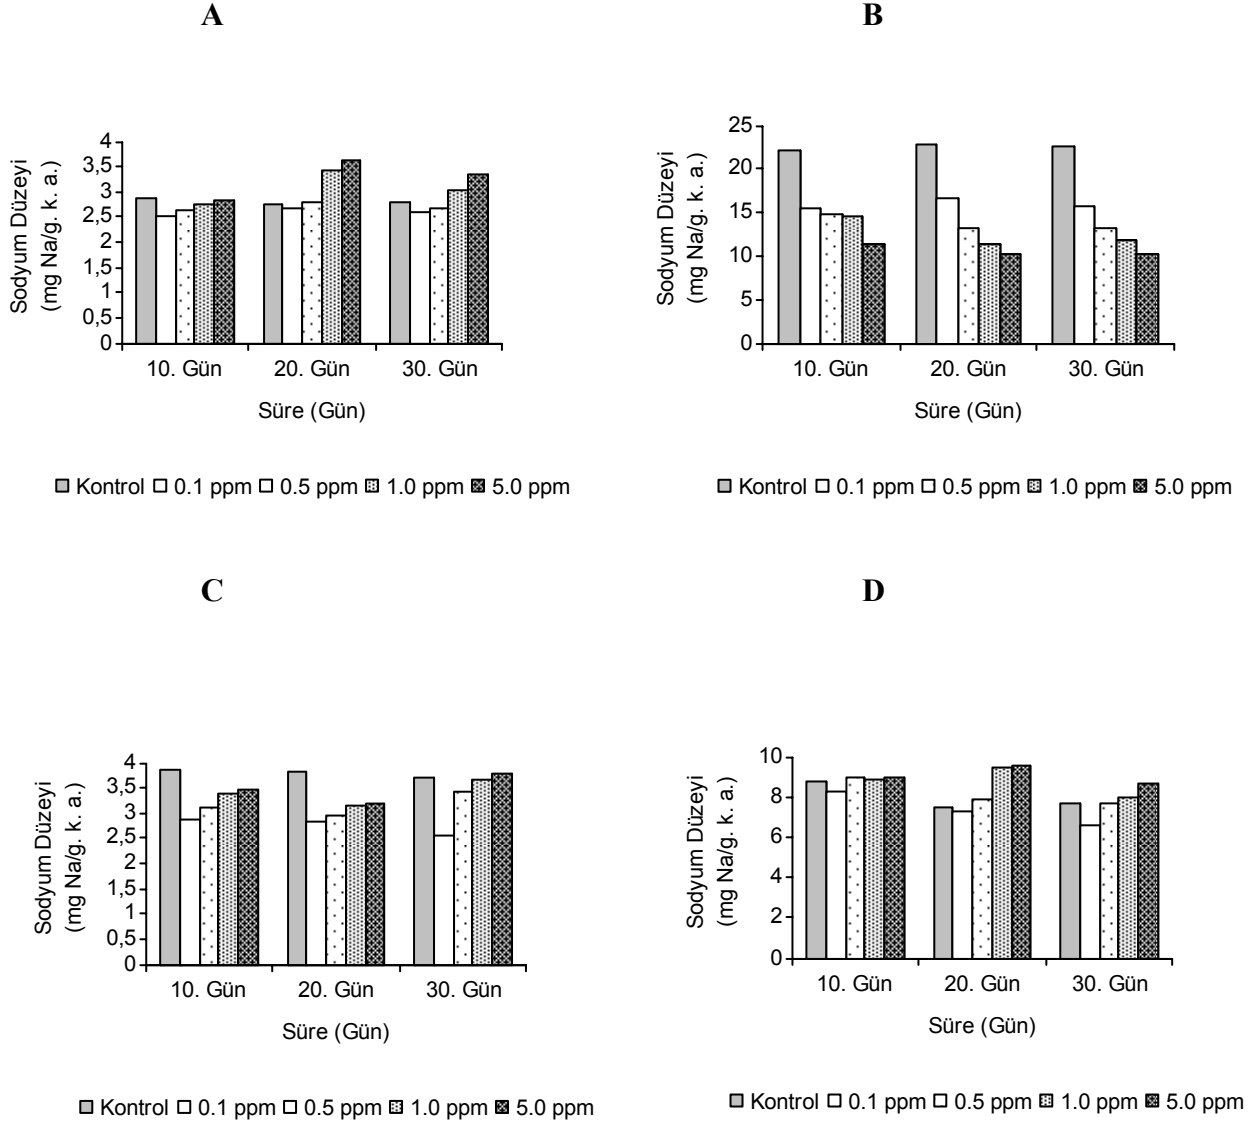 A
Sodyum Düzeyi
(mg Na/g. k. a.)
4
3,5
3
2,5
2
1,5
1
0,5
0
10. Gün 20. Gün 30. Gün
Süre (Gün)
Kontrol 0.1 ppm 0.5 ppm 1.0 ppm 5.0 ppm
B
Sodyum Düzeyi
(mg Na/g. k. a.)
25
20
15
10
5
0
10. Gün 20. Gün 30. Gün
Süre (Gün)
Kontrol 0.1 ppm 0.5 ppm 1.0 ppm 5.0 ppm
C
Sodyum Düzeyi
(mg Na/g. k. a.)
4
3,5
3
2,5
2
1,5
1
0,5
0
10. Gün 20. Gün 30. Gün
Süre (Gün)
Kontrol 0.1 ppm 0.5 ppm 1.0 ppm 5.0 ppm
D
Sodyum Düzeyi
(mg Na/g. k. a.)
10
8
6
4
2
0
10. Gün 20. Gün 30. Gün
Süre (Gün)
Kontrol 0.1 ppm 0.5 ppm 1.0 ppm 5.0 ppm